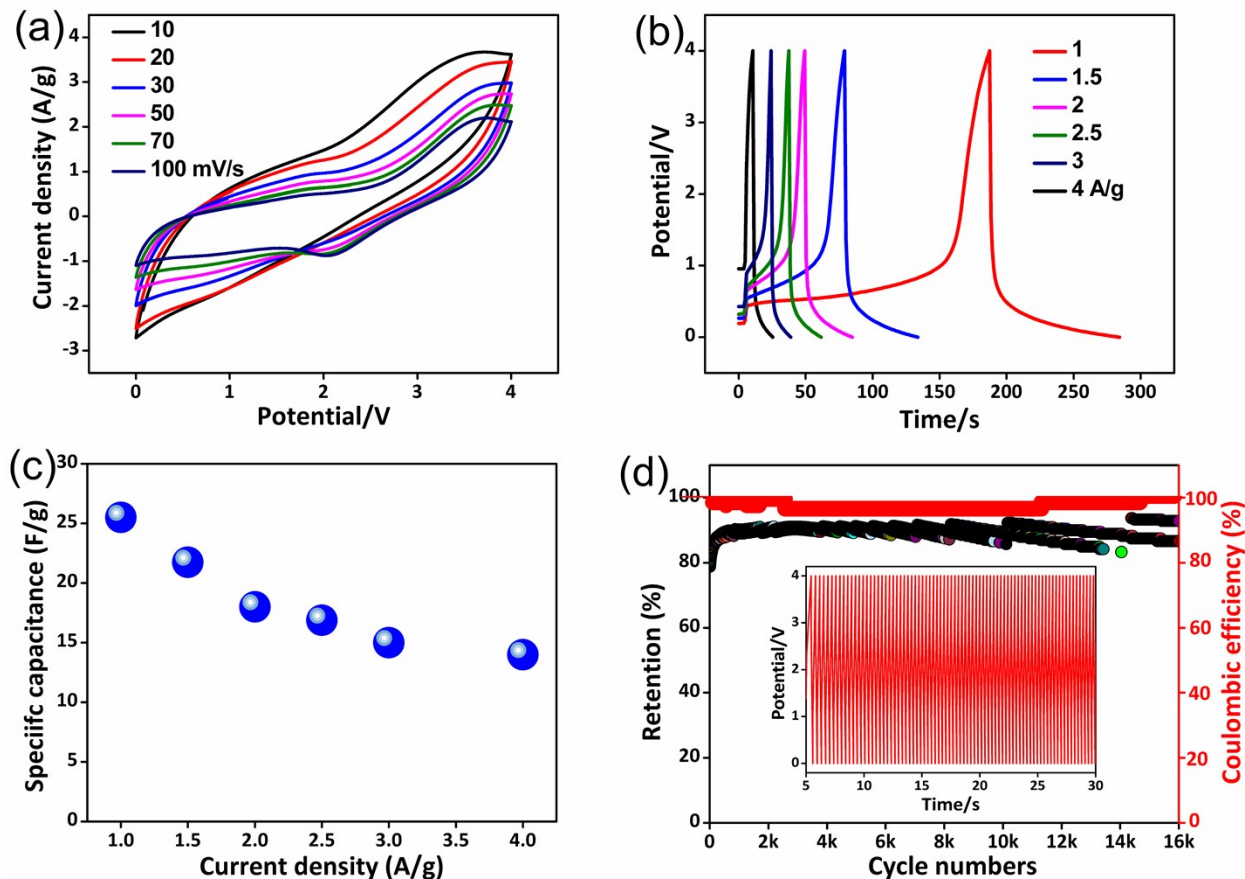 (a)
10
20
30
50
70
100 mV/s
4
3
2
1
0
-1
-2
-3
Current density (A/g)
0
1
2
3
4
Potential/V
(b)
1
1.5
2
2.5
3
4 A/g
4
3
2
1
0
Potential/V
0
50
100
150
200
250
300
Time/s
(c)
30
25
20
15
10
5
0
Speciifc capacitance (F/g)
1.0
1.5
2.0
2.5
3.0
3.5
4.0
Current density (A/g)
(d)
100
80
60
40
20
0
Retention (%)
100
80
60
40
20
0
Coulombic efficiency (%)
4
3
2
1
0
Potential/V
5
10
15
20
25
30
Time/s
0
2k
4k
6k
8k
10k
12k
14k
16k
Cycle numbers